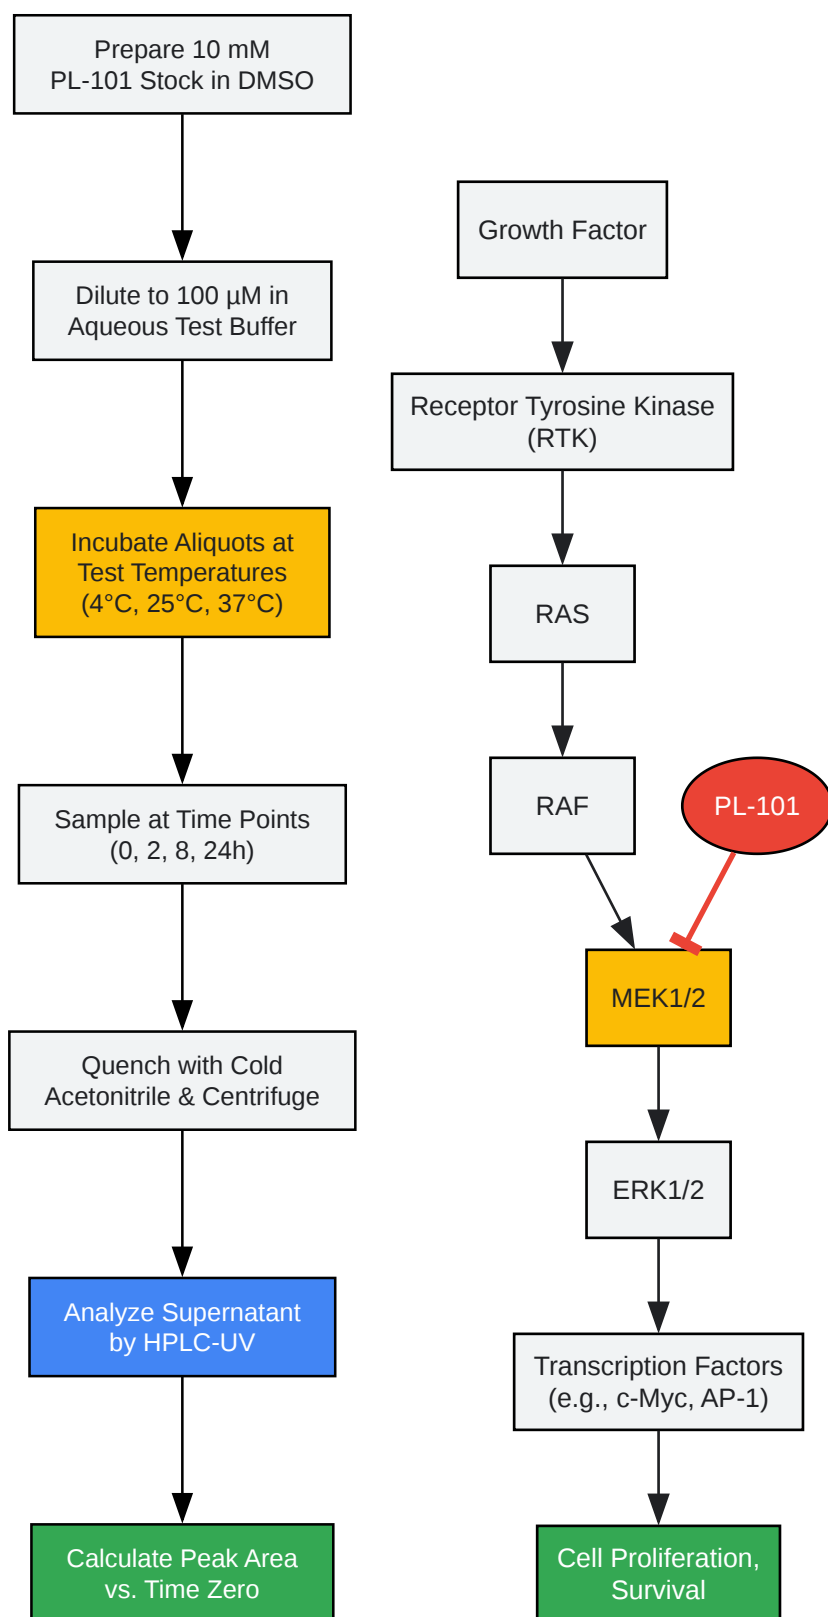 Prepare 10 mM
PL-101 Stock in DMSO
Dilute to 100 µM in
Aqueous Test Buffer
Incubate Aliquots at
Test Temperatures
(4°C, 25°C, 37°C)
Sample at Time Points
(0, 2, 8, 24h)
Quench with Cold
Acetonitrile & Centrifuge
Analyze Supernatant
by HPLC-UV
Calculate Peak Area
vs. Time Zero
Growth Factor
Receptor Tyrosine Kinase
(RTK)
RAS
RAF
PL-101
MEK1/2
ERK1/2
Transcription Factors
(e.g., c-Myc, AP-1)
Cell Proliferation,
Survival